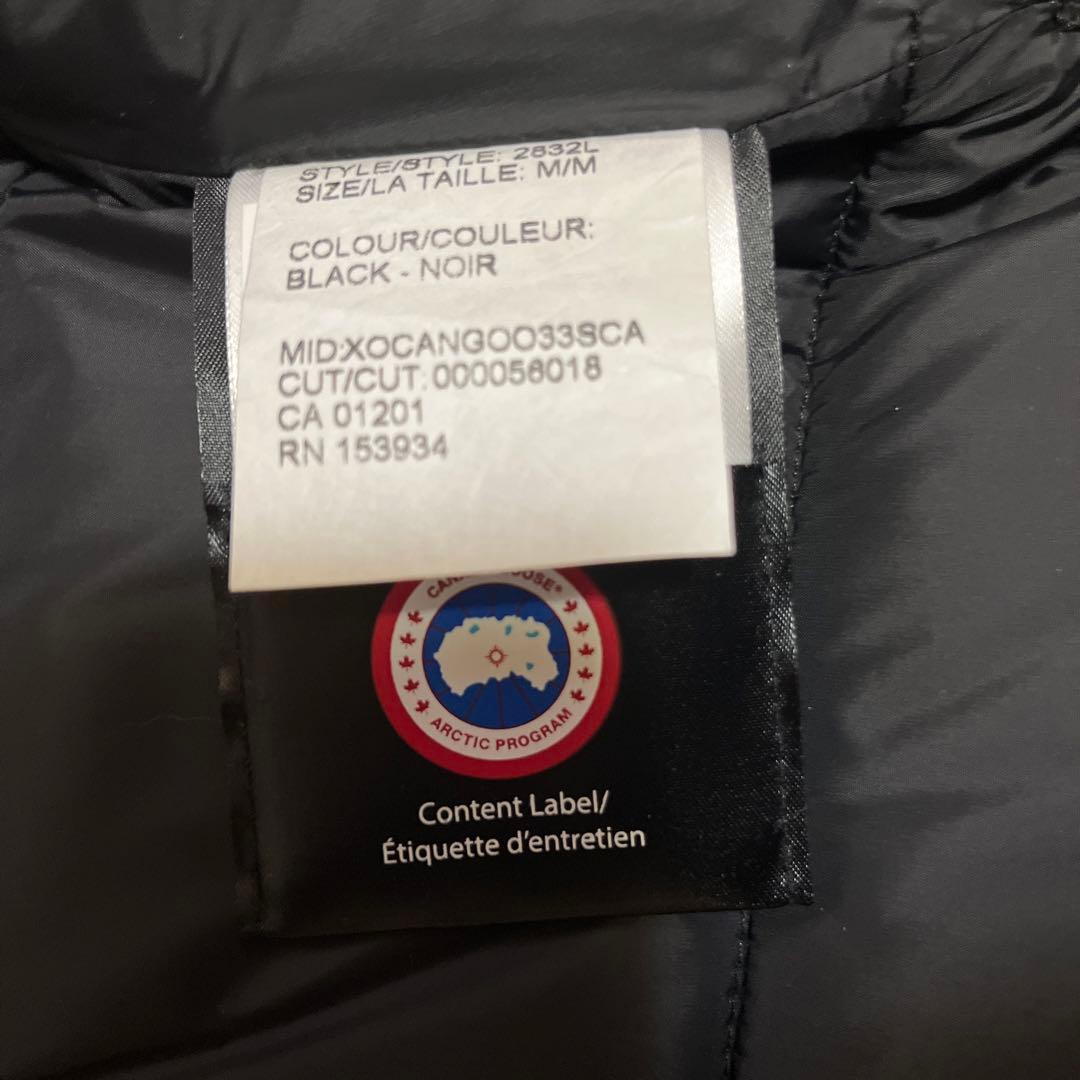 STYLE/STYLE: 2832L
SIZE/LA TAILLE: M/M
COLOUR/COULEUR:
BLACK - NOIR
MID:XOCANGOO33SCA
CUT/CUT: 000056018
CA 01201
RN 153934
ARCTIC PROGRAM
Content Label/
Étiquette d'entretien